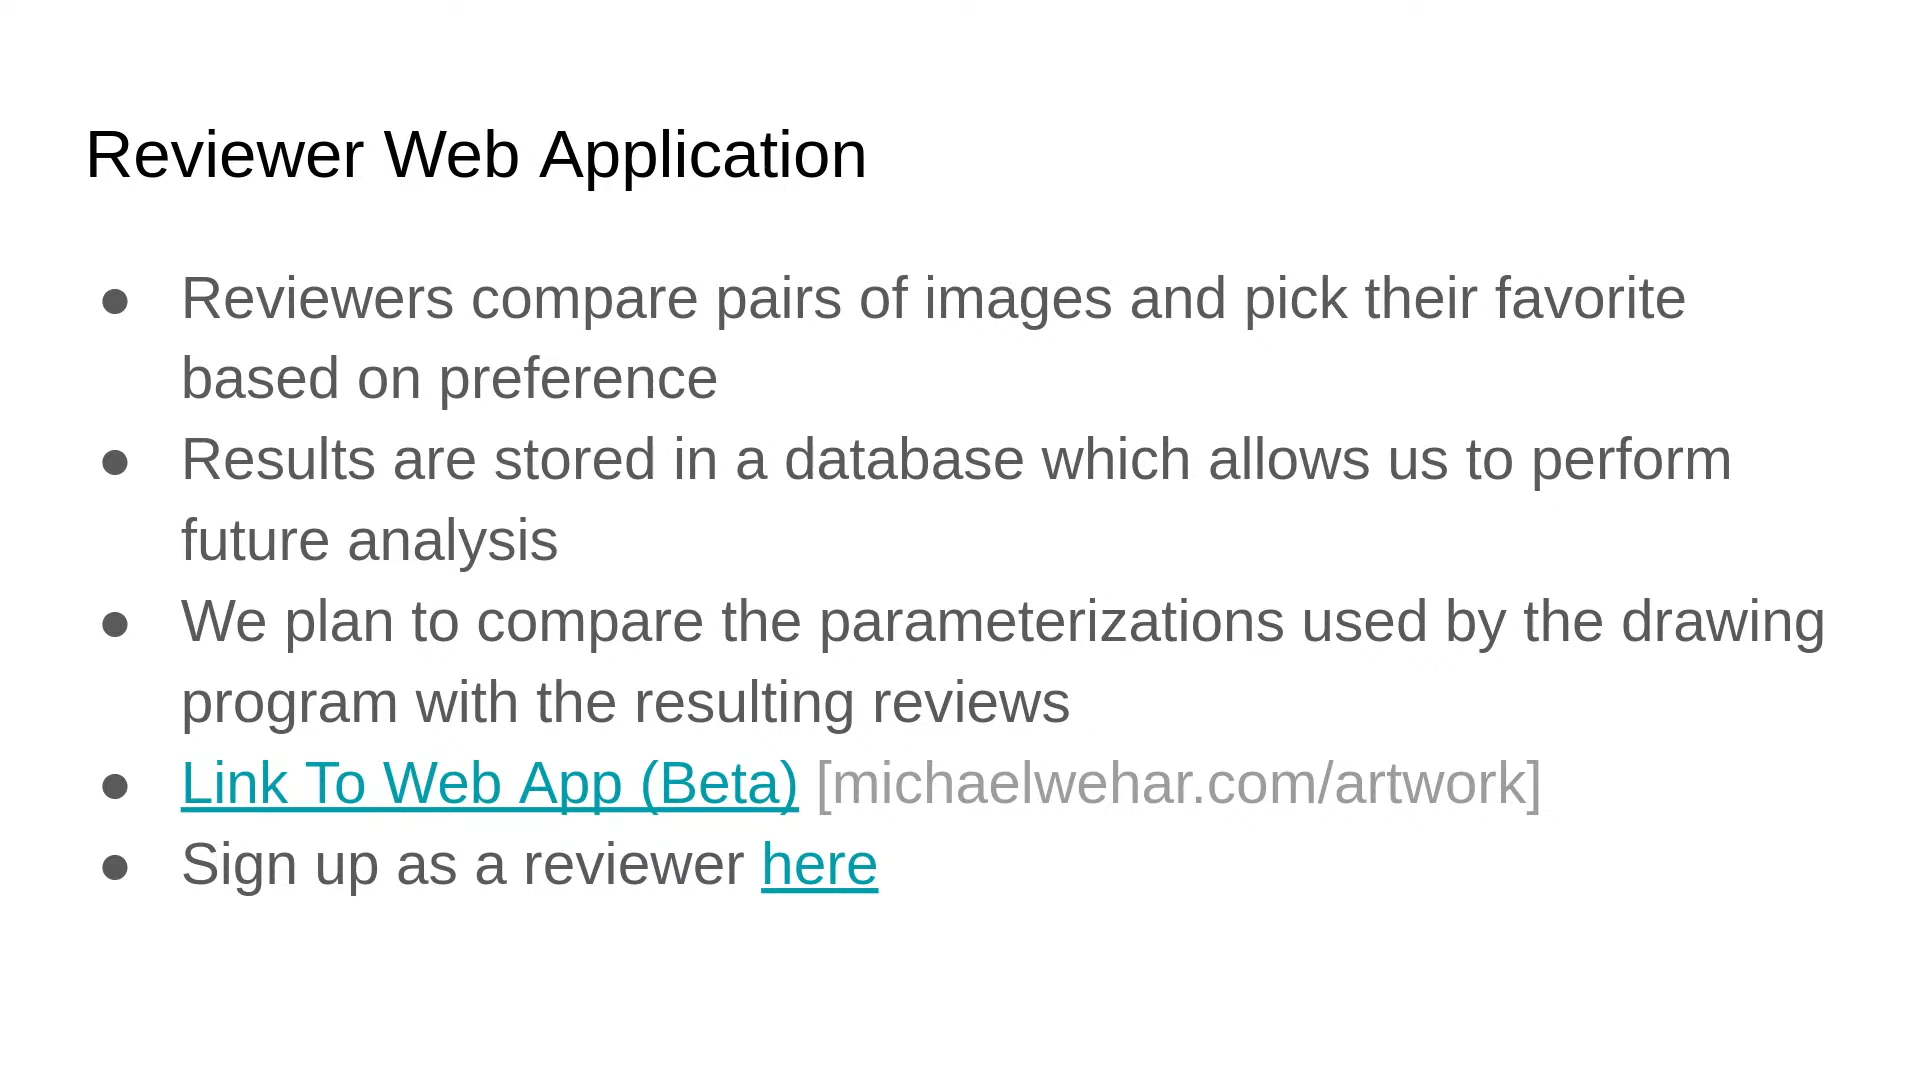 Reviewer Web Application
● Reviewers compare pairs of images and pick their favorite
based on preference
● Results are stored in a database which allows us to perform
future analysis
● We plan to compare the parameterizations used by the drawing
program with the resulting reviews
● Link To Web App (Beta) [michaelwehar.com/artwork]
● Sign up as a reviewer here